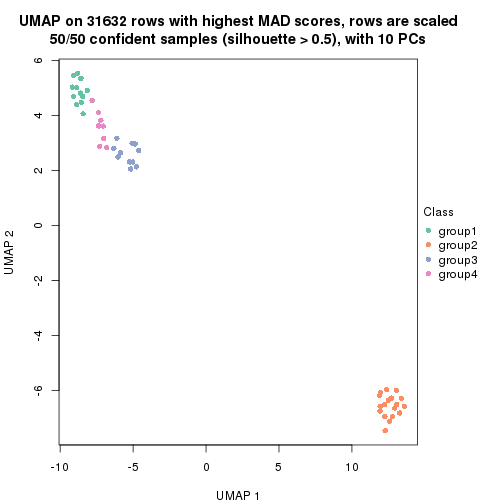 UMAP on 31632 rows with highest MAD scores, rows are scaled
50/50 confident samples (silhouette > 0.5), with 10 PCs
6
4
2
0
-2
-4
-6
UMAP 2
-10
-5
0
5
10
UMAP 1
Class
group1
group2
group3
group4